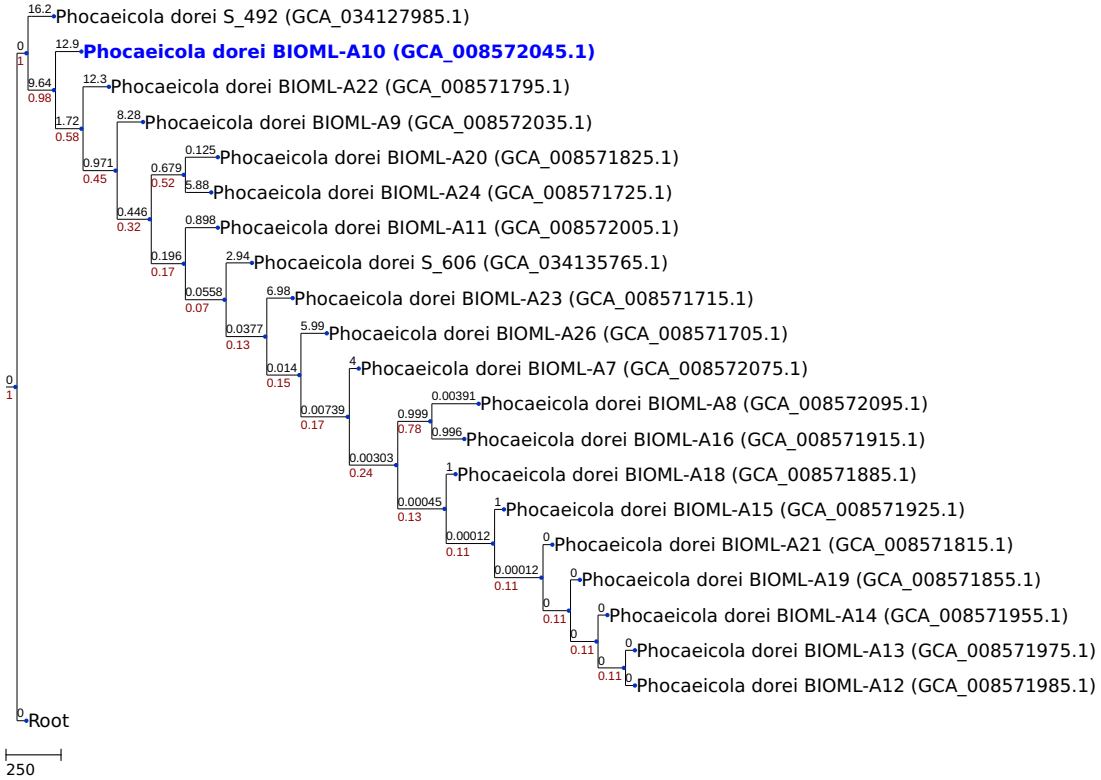 16.2 Phocaeicola dorei S_492 (GCA_034127985.1)
0
1
12.9 Phocaeicola dorei BIOML-A10 (GCA_008572045.1)
9.64
0.98
12.3 Phocaeicola dorei BIOML-A22 (GCA_008571795.1)
1.72
0.58
8.28 Phocaeicola dorei BIOML-A9 (GCA_008572035.1)
0.971
0.45
0.125 Phocaeicola dorei BIOML-A20 (GCA_008571825.1)
0.679
0.52
5.88 Phocaeicola dorei BIOML-A24 (GCA_008571725.1)
0.446
0.32
0.898 Phocaeicola dorei BIOML-A11 (GCA_008572005.1)
0.196
0.17
2.94 Phocaeicola dorei S_606 (GCA_034135765.1)
0.0558
0.07
6.98 Phocaeicola dorei BIOML-A23 (GCA_008571715.1)
0.0377
0.13
5.99 Phocaeicola dorei BIOML-A26 (GCA_008571705.1)
0.014
0.15
4 Phocaeicola dorei BIOML-A7 (GCA_008572075.1)
0
1
0.00739
0.17
0.00391 Phocaeicola dorei BIOML-A8 (GCA_008572095.1)
0.999
0.78
0.996 Phocaeicola dorei BIOML-A16 (GCA_008571915.1)
0.00303
0.24
1 Phocaeicola dorei BIOML-A18 (GCA_008571885.1)
0.00045
0.13
1 Phocaeicola dorei BIOML-A15 (GCA_008571925.1)
0.00012
0.11
0 Phocaeicola dorei BIOML-A21 (GCA_008571815.1)
0.00012
0.11
0 Phocaeicola dorei BIOML-A19 (GCA_008571855.1)
0
0.11
0 Phocaeicola dorei BIOML-A14 (GCA_008571955.1)
0
0.11
0 Phocaeicola dorei BIOML-A13 (GCA_008571975.1)
0
0.11
0 Phocaeicola dorei BIOML-A12 (GCA_008571985.1)
0 Root
250